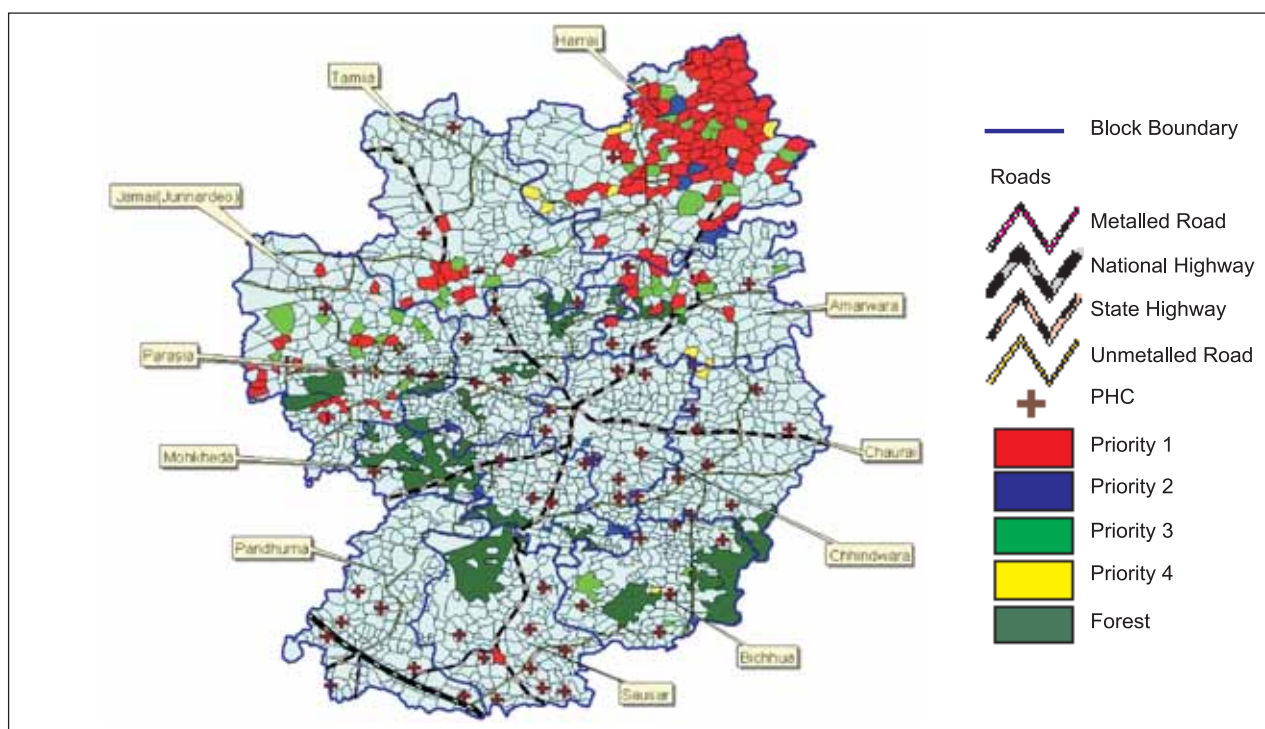 Harrai
Tamia
Jamai(Junnardeo)
Amarwara
Parasia
Mohkheda
Chaurai
Pandhurna
Chhindwara
Bichhua
Sausar
Block Boundary
Roads
Metalled Road
National Highway
State Highway
Unmetalled Road
PHC
Priority 1
Priority 2
Priority 3
Priority 4
Forest